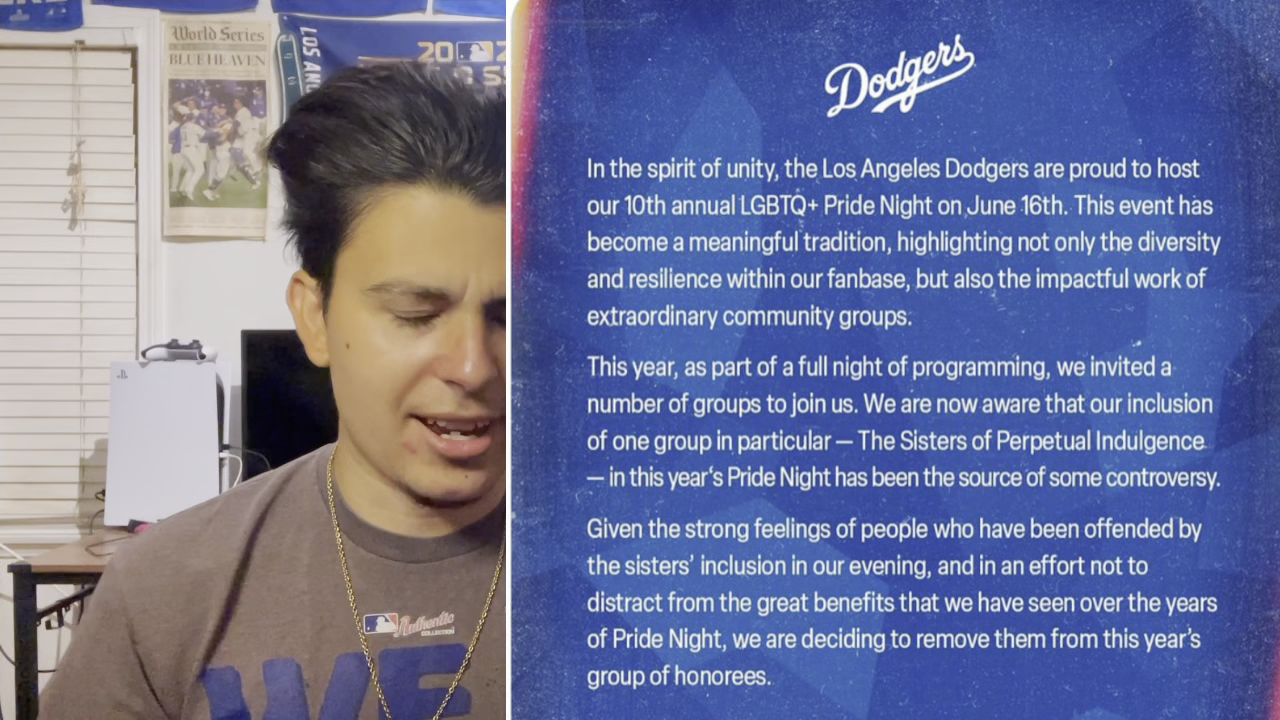 World Series
BLUE HEAVEN
LOS AN
20
Authentic
COLLECTION
WE
Dodgers
In the spirit of unity, the Los Angeles Dodgers are proud to host
our 10th annual LGBTQ+ Pride Night on June 16th. This event has
become a meaningful tradition, highlighting not only the diversity
and resilience within our fanbase, but also the impactful work of
extraordinary community groups.
This year, as part of a full night of programming, we invited a
number of groups to join us. We are now aware that our inclusion
of one group in particular — The Sisters of Perpetual Indulgence
— in this year‘s Pride Night has been the source of some controversy.
Given the strong feelings of people who have been offended by
the sisters’ inclusion in our evening, and in an effort not to
distract from the great benefits that we have seen over the years
of Pride Night, we are deciding to remove them from this year’s
group of honorees.